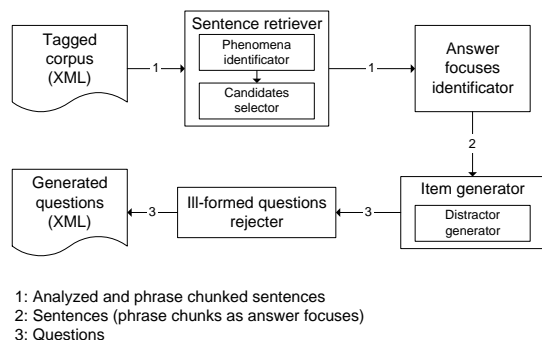 Tagged
corpus
(XML)
1
Sentence retriever
Phenomena
identificator
Candidates
selector
1
Answer
focuses
identificator
2
Generated
questions
(XML)
3
Ill-formed questions
rejecter
3
Item generator
Distractor
generator
1: Analyzed and phrase chunked sentences
2: Sentences (phrase chunks as answer focuses)
3: Questions